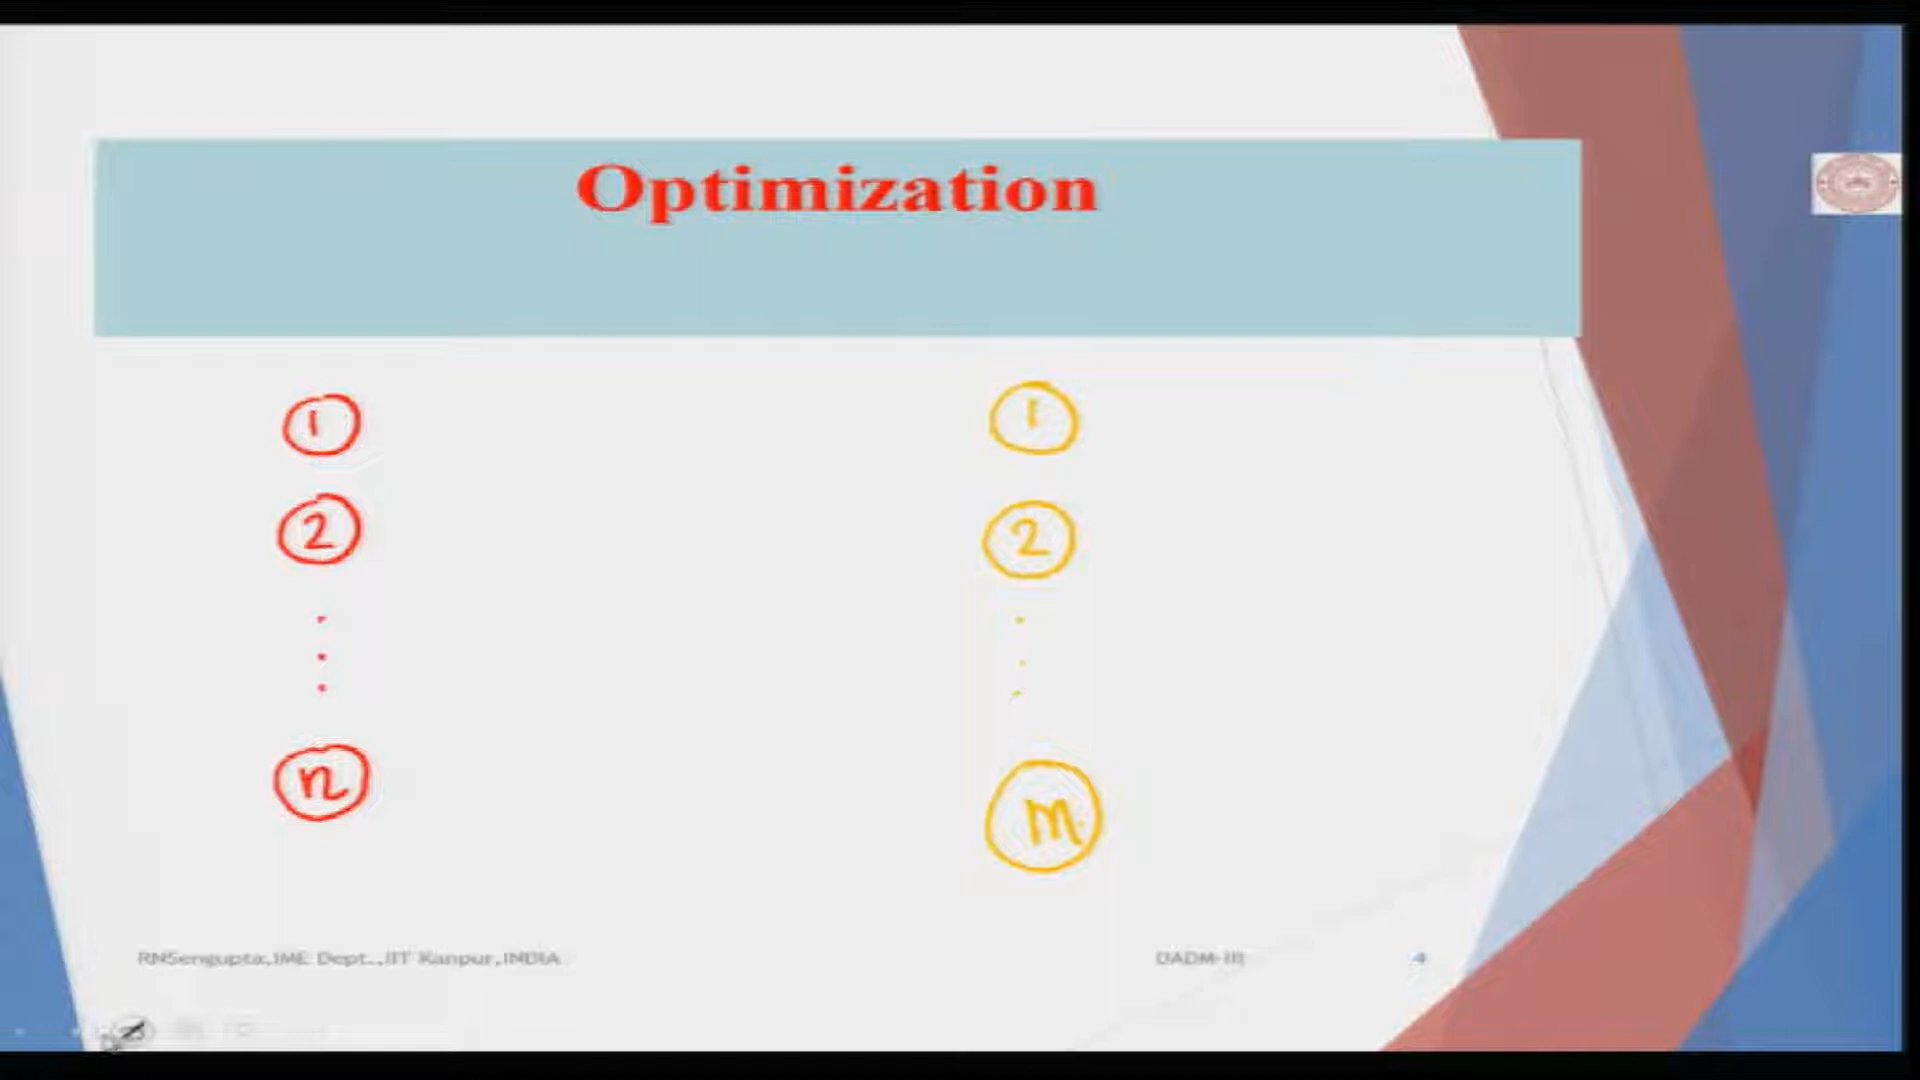 Optimization
1 1
2 2
n m
RNSengupta,IME Dept.,IIT Kanpur,INDIA DADM-III 4